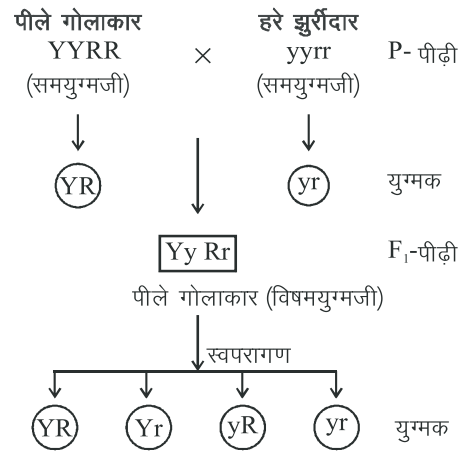 पीले गोलाकार हरे झुर्रीदार
YYRR × yyrr P- पीढ़ी
(समयुग्मजी) (समयुग्मजी)
YR yr युग्मक
Yy Rr F1-पीढ़ी
पीले गोलाकार (विषमयुग्मजी)
स्वपरागण
YR Yr yR yr युग्मक